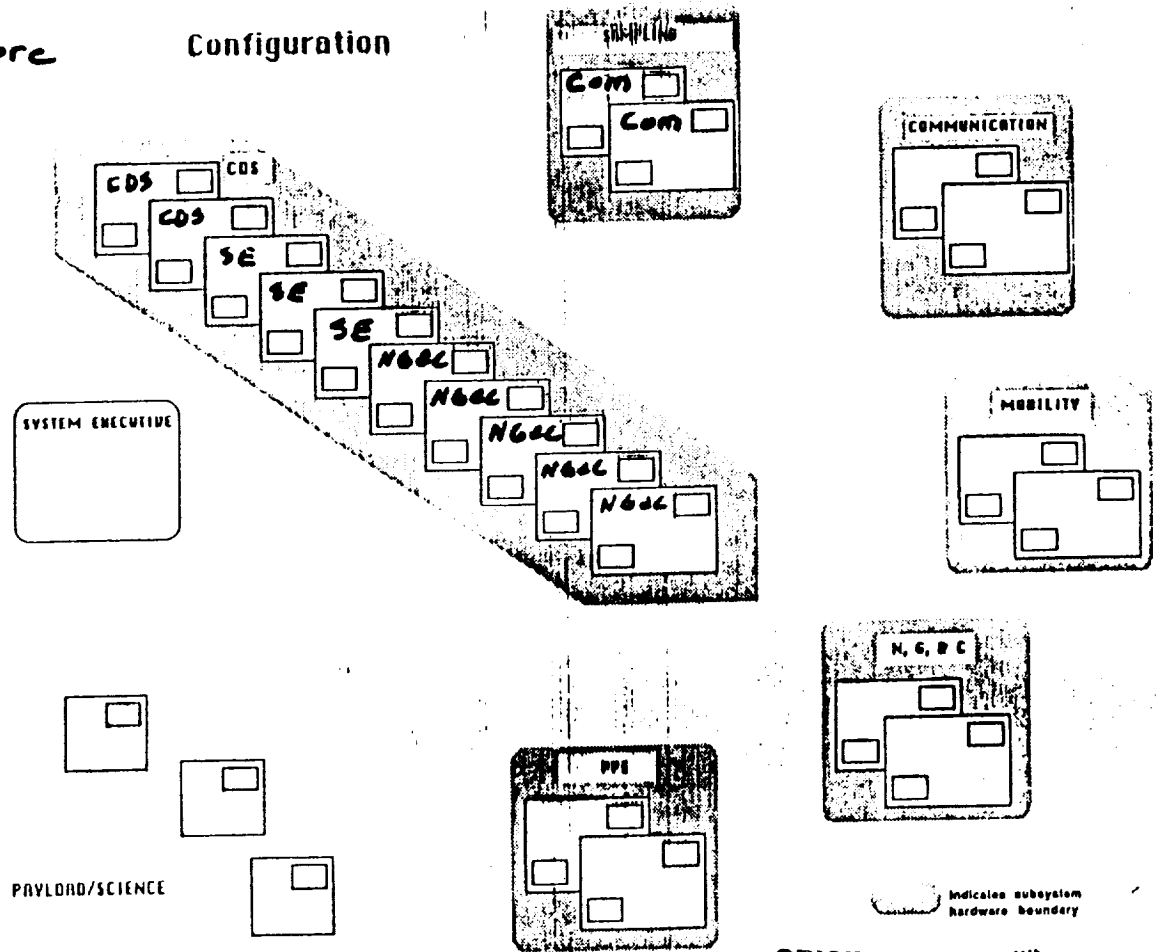 Configuration
SAMPLING
Com
Com
COMMUNICATION
CDS
CDS
CDS
SE
SE
SE
NG&C
NG&C
NG&C
NG&C
NG&C
SYSTEM EXECUTIVE
MOBILITY
N, G, & C
PPS
PAYLOAD/SCIENCE
Indicates subsystem
hardware boundary